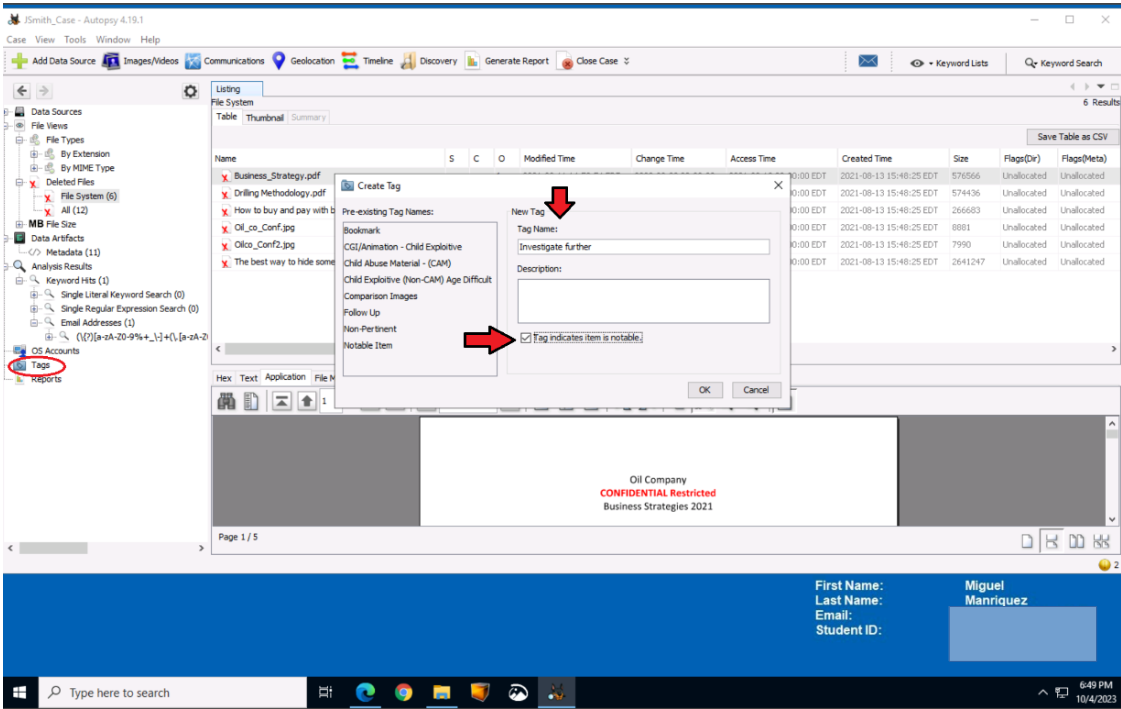 JSmith_Case - Autopsy 4.19.1
Case View Tools Window Help
Add Data Source Images/Videos Communications Geolocation Timeline Discovery Generate Report Close Case Keyword Lists Keyword Search
Listing
File System 6 Results
Table Thumbnail Summary
Save Table as CSV
Name S C O Modified Time Change Time Access Time Created Time Size Flags(Dir) Flags(Meta)
Business_Strategy.pdf 00:00 EDT 2021-08-13 15:48:25 EDT 576566 Unallocated Unallocated
Drilling Methodology.pdf 0:00 EDT 2021-08-13 15:48:25 EDT 574436 Unallocated Unallocated
How to buy and pay with b 0:00 EDT 2021-08-13 15:48:25 EDT 266683 Unallocated Unallocated
Oil_co_Conf.jpg 0:00 EDT 2021-08-13 15:48:25 EDT 8881 Unallocated Unallocated
Oilco_Conf2.jpg 0:00 EDT 2021-08-13 15:48:25 EDT 7990 Unallocated Unallocated
The best way to hide some 00:00 EDT 2021-08-13 15:48:25 EDT 2641247 Unallocated Unallocated
Data Sources
File Views
File Types
By Extension
By MIME Type
Deleted Files
File System (6)
All (12)
MB File Size
Data Artifacts
Metadata (11)
Analysis Results
Keyword Hits (1)
Single Literal Keyword Search (0)
Single Regular Expression Search (0)
Email Addresses (1)
(\{?)[a-zA-Z0-9%+_\-]+(\.[a-zA-Z0
OS Accounts
Tags
Reports
Create Tag
Pre-existing Tag Names:
Bookmark
CGI/Animation - Child Exploitive
Child Abuse Material - (CAM)
Child Exploitive (Non-CAM) Age Difficult
Comparison Images
Follow Up
Non-Pertinent
Notable Item
New Tag
Tag Name:
Investigate further
Description:
Tag indicates item is notable.
OK Cancel
Hex Text Application File M
1
Oil Company
CONFIDENTIAL Restricted
Business Strategies 2021
Page 1 / 5
2
First Name: Miguel
Last Name: Manriquez
Email:
Student ID:
Type here to search
6:49 PM
10/4/2023